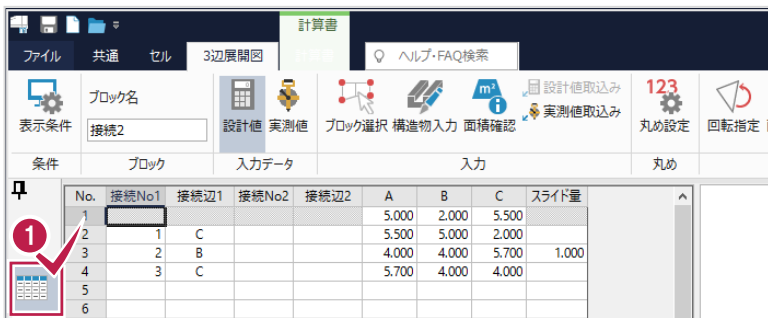 計算書
ファイル 共通 セル 3辺展開図 ヘルプ・FAQ検索
ブロック名
表示条件 接続2 設計値 実測値 ブロック選択 構造物入力 m² 面積確認 設計値取込み 実測値取込み 123 丸め設定 回転指定
条件 ブロック 入力データ 入力 丸め
No. 接続No1 接続辺1 接続No2 接続辺2 A B C スライド量
1 5.000 2.000 5.500
2 1 C 5.500 5.000 2.000
3 2 B 4.000 4.000 5.700 1.000
4 3 C 5.700 4.000 4.000
5
6
1